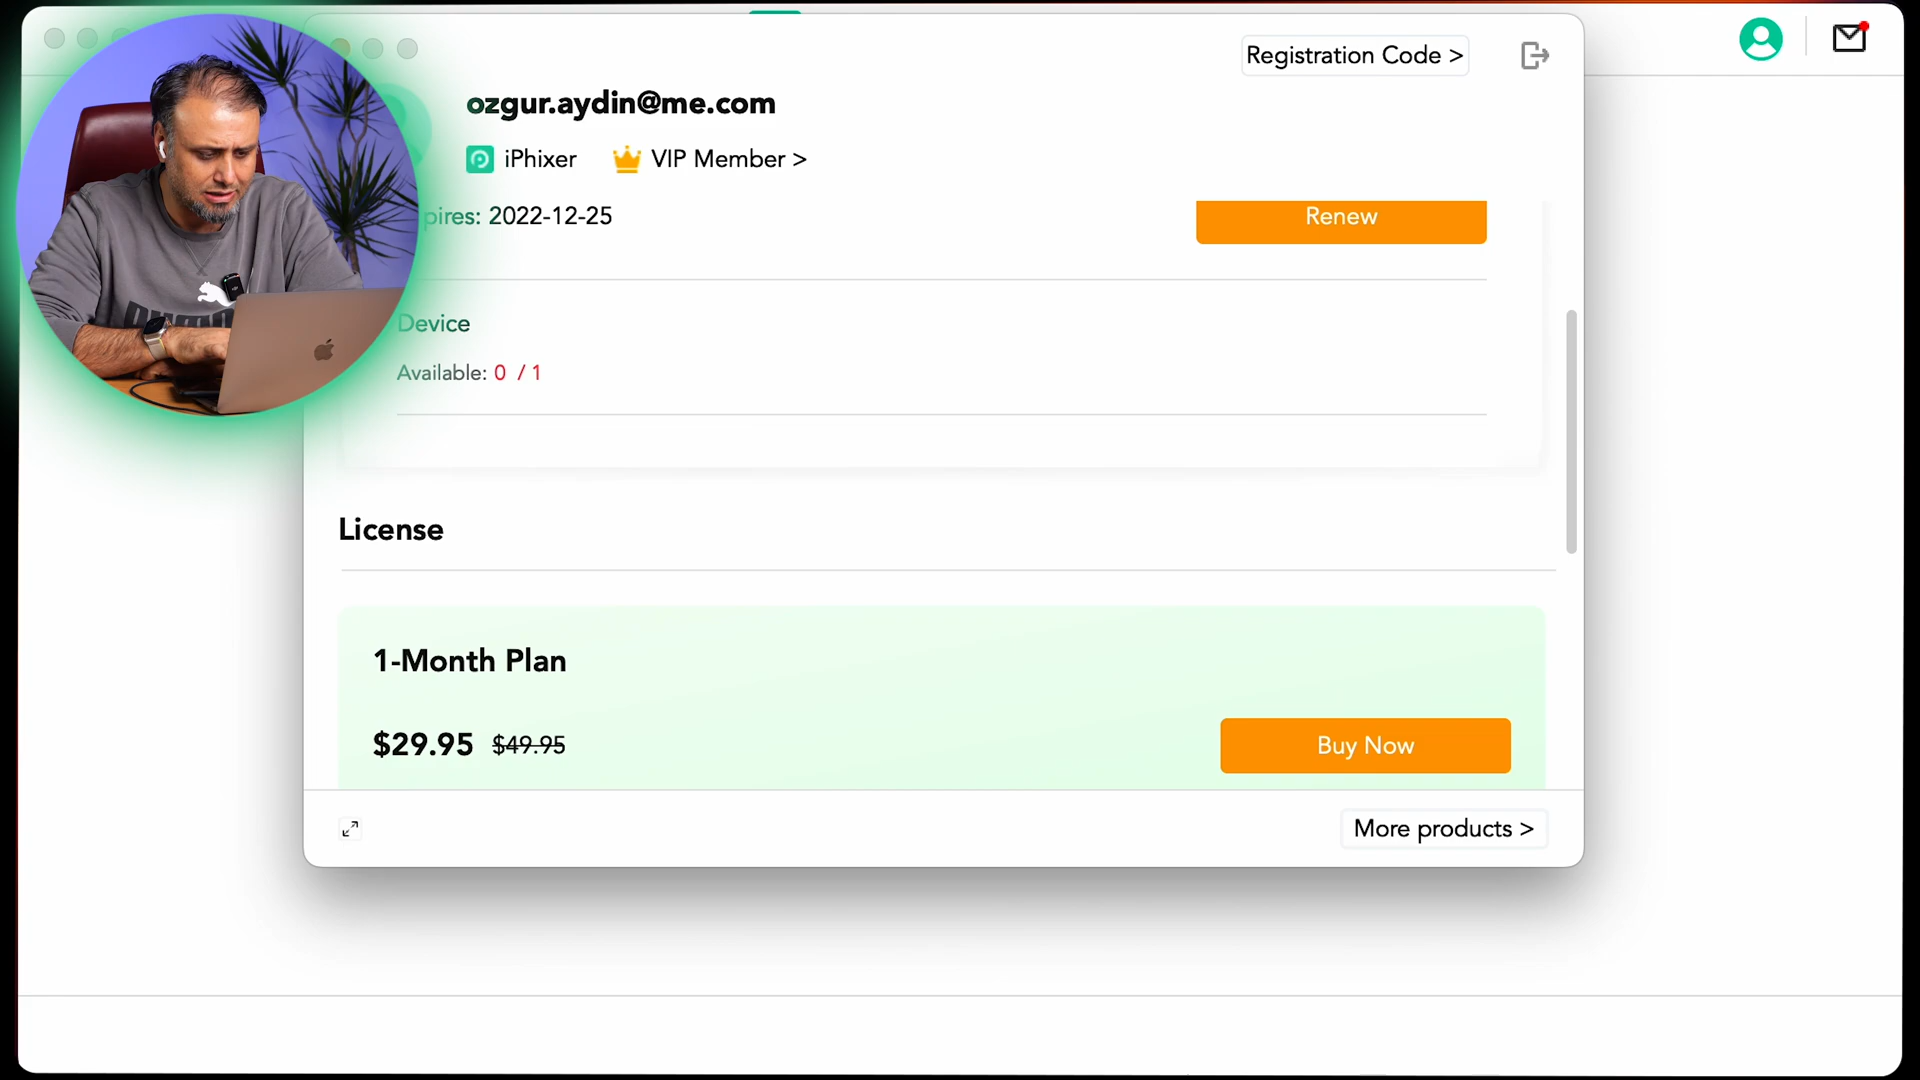 Registration Code >
ozgur.aydin@me.com
iPhixer
VIP Member >
pires: 2022-12-25
Renew
Device
Available: 0 / 1
License
1-Month Plan
$29.95 $49.95
Buy Now
More products >